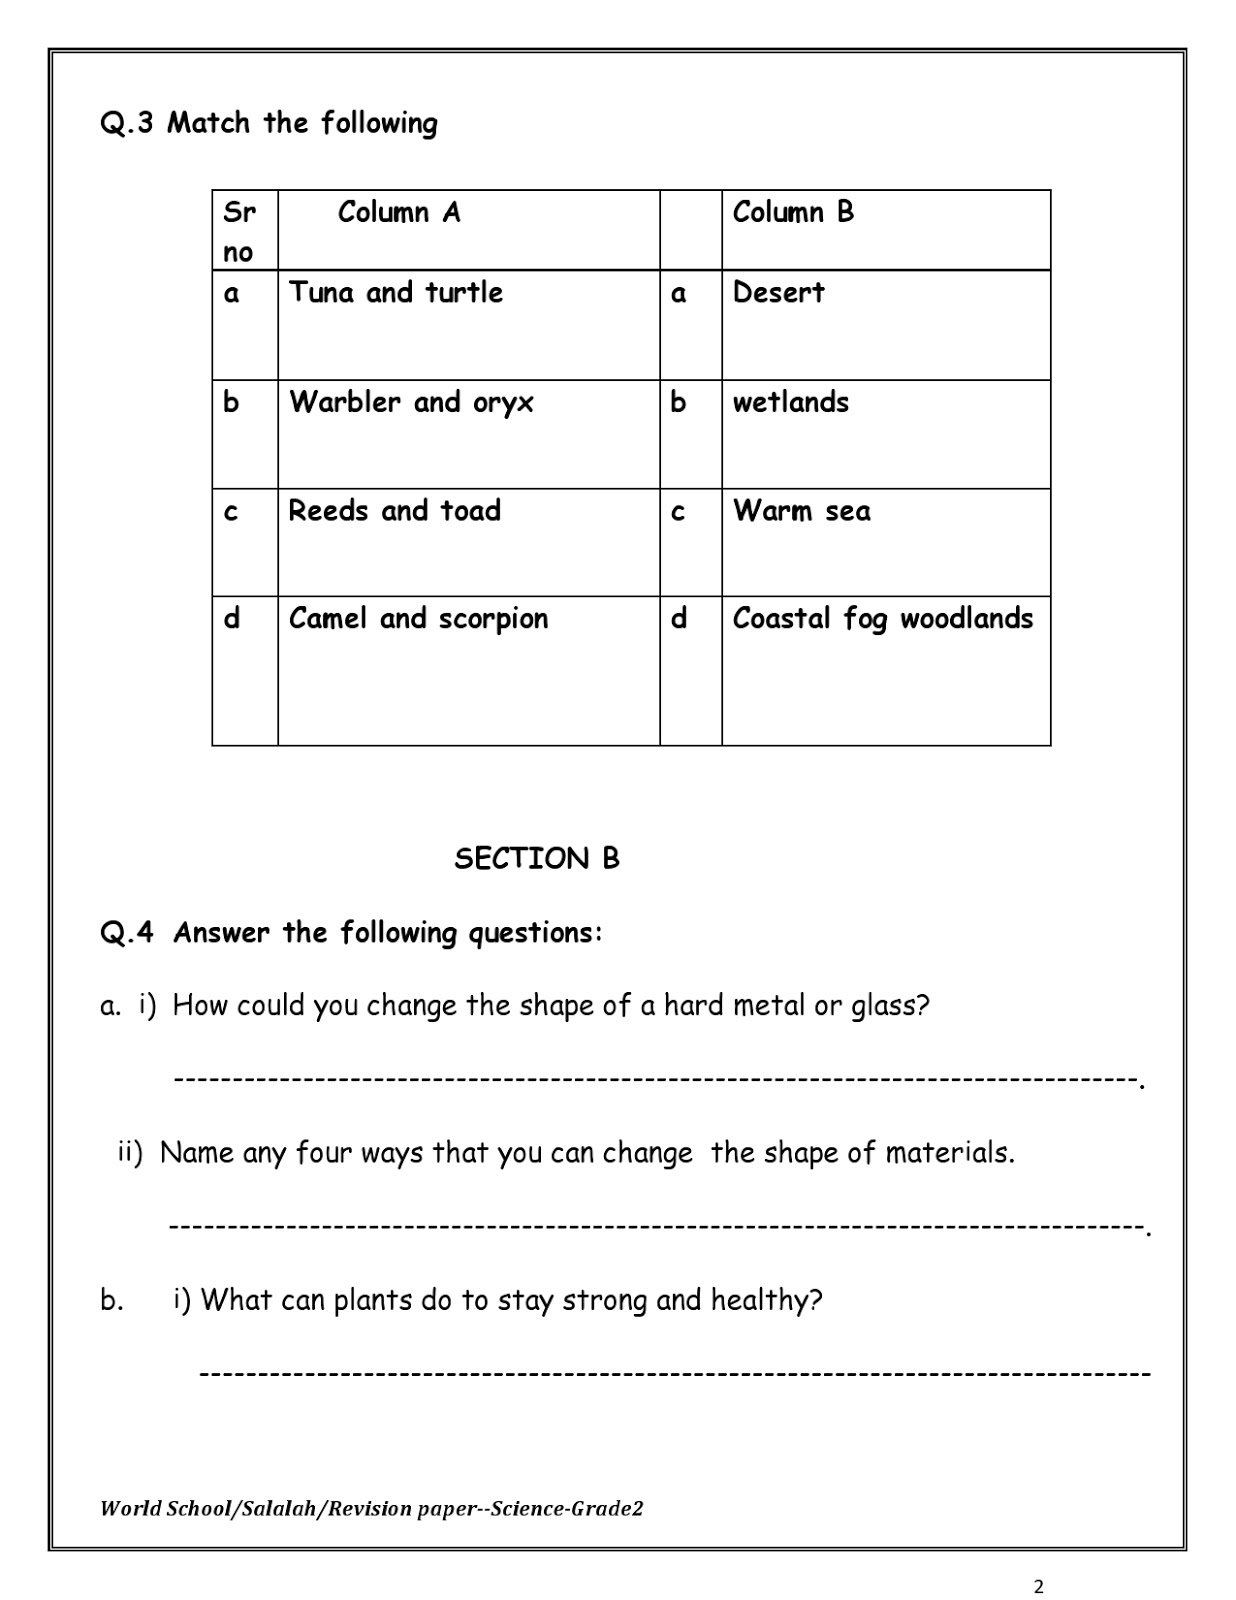 Q.3 Match the following
Sr no Column A Column B
a Tuna and turtle a Desert
b Warbler and oryx b wetlands
c Reeds and toad c Warm sea
d Camel and scorpion d Coastal fog woodlands
SECTION B
Q.4 Answer the following questions:
a. i) How could you change the shape of a hard metal or glass?
---------------------------------------------------------------------------------.
ii) Name any four ways that you can change the shape of materials.
----------------------------------------------------------------------------------.
b. i) What can plants do to stay strong and healthy?
--------------------------------------------------------------------------------
World School/Salalah/Revision paper--Science-Grade2
2